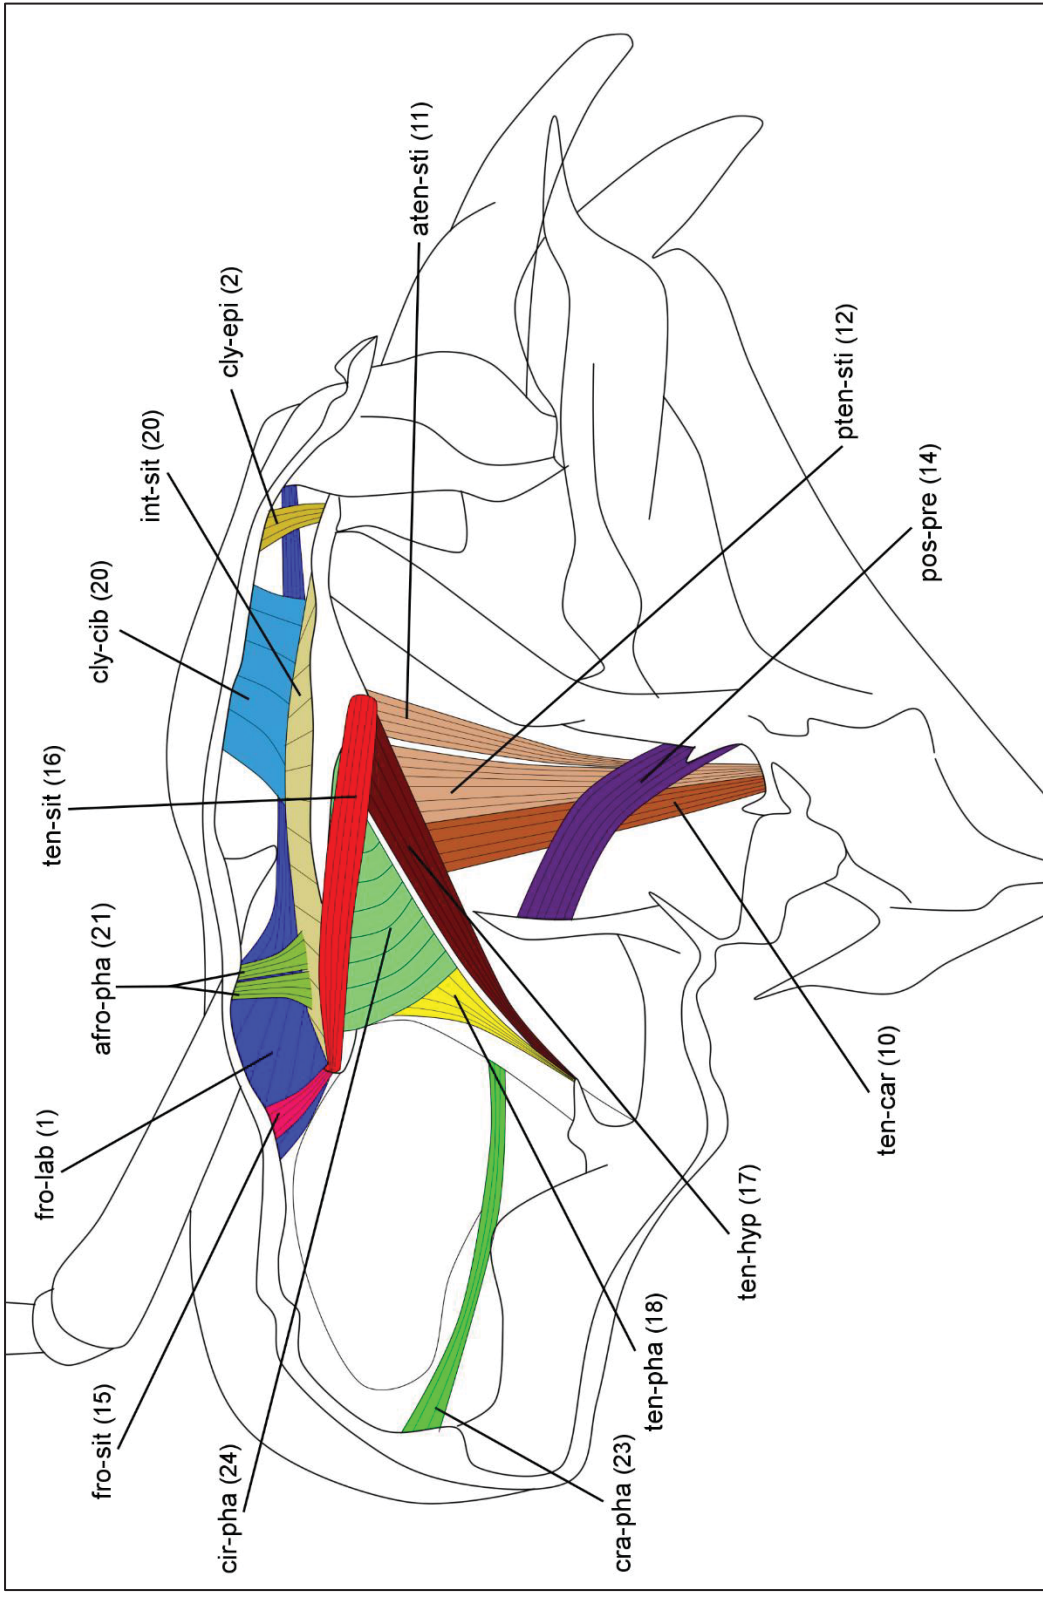 fro-sit (15)
fro-lab (1)
afro-pha (21)
ten-sit (16)
cly-cib (20)
int-sit (20)
cly-epi (2)
aten-sti (11)
cir-pha (24)
cra-pha (23)
ten-pha (18)
ten-hyp (17)
ten-car (10)
pos-pre (14)
pten-sti (12)